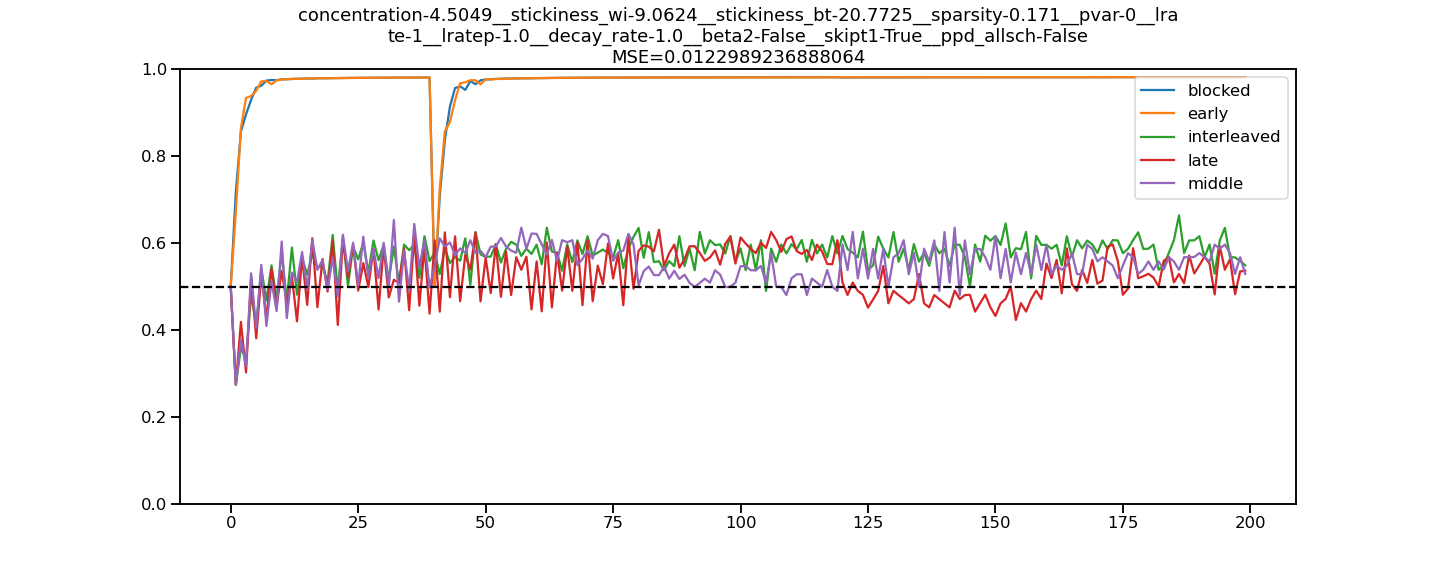 concentration-4.5049__stickiness_wi-9.0624__stickiness_bt-20.7725__sparsity-0.171__pvar-0__lra
te-1__lratep-1.0__decay_rate-1.0__beta2-False__skipt1-True__ppd_allsch-False
MSE=0.0122989236888064
1.0
0.8
0.6
0.4
0.2
0.0
blocked
early
interleaved
late
middle
0 25 50 75 100 125 150 175 200